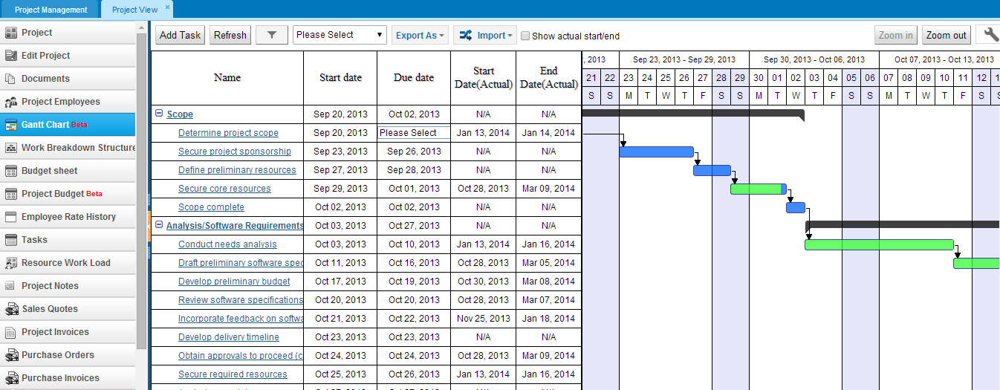 Project Management
Project View ×
Project
Edit Project
Documents
Project Employees
Gantt Chart Beta
Work Breakdown Structure
Budget sheet
Project Budget Beta
Employee Rate History
Tasks
Resource Work Load
Project Notes
Sales Quotes
Project Invoices
Purchase Orders
Purchase Invoices
Add Task Refresh Please Select Export As Import Show actual start/end Zoom in Zoom out
Name Start date Due date Start Date(Actual) End Date(Actual)
, 2013 Sep 23, 2013 - Sep 29, 2013 Sep 30, 2013 - Oct 06, 2013 Oct 07, 2013 - Oct 13, 2013
21 22 23 24 25 26 27 28 29 30 01 02 03 04 05 06 07 08 09 10 11 12
S S M T W T F S S M T W T F S S M T W T F S
Scope Sep 20, 2013 Oct 02, 2013 N/A N/A
Determine project scope Sep 20, 2013 Please Select Jan 13, 2014 Jan 14, 2014
Secure project sponsorship Sep 23, 2013 Sep 26, 2013 N/A N/A
Define preliminary resources Sep 27, 2013 Sep 28, 2013 N/A N/A
Secure core resources Sep 29, 2013 Oct 01, 2013 Oct 28, 2013 Mar 09, 2014
Scope complete Oct 02, 2013 Oct 02, 2013 N/A N/A
Analysis/Software Requirements Oct 03, 2013 Oct 27, 2013 N/A N/A
Conduct needs analysis Oct 03, 2013 Oct 10, 2013 Jan 13, 2014 Jan 16, 2014
Draft preliminary software spec Oct 11, 2013 Oct 16, 2013 Oct 28, 2013 Mar 05, 2014
Develop preliminary budget Oct 17, 2013 Oct 19, 2013 Oct 30, 2013 Mar 08, 2014
Review software specifications Oct 20, 2013 Oct 20, 2013 Oct 28, 2013 Mar 07, 2014
Incorporate feedback on softwa Oct 21, 2013 Oct 22, 2013 Nov 25, 2013 Jan 18, 2014
Develop delivery timeline Oct 23, 2013 Oct 23, 2013 N/A N/A
Obtain approvals to proceed (c Oct 24, 2013 Oct 24, 2013 Oct 28, 2013 Mar 09, 2014
Secure required resources Oct 25, 2013 Oct 26, 2013 Jan 13, 2014 Jan 16, 2014